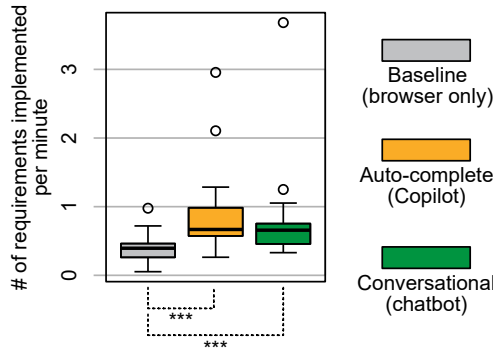 # of requirements implemented
per minute
3
2
1
0
***
***
Baseline
(browser only)
Auto-complete
(Copilot)
Conversational
(chatbot)